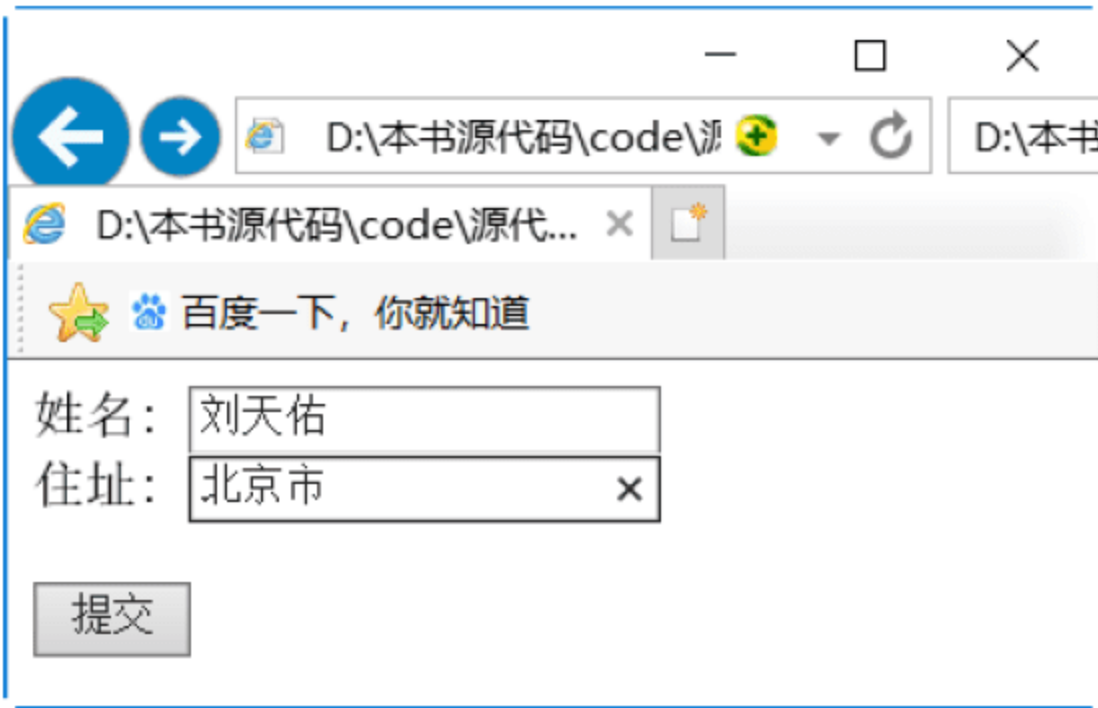 D:\本书源代码\code\源 D:\本书
D:\本书源代码\code\源代...
百度一下，你就知道
姓名： 刘天佑
住址： 北京市
提交